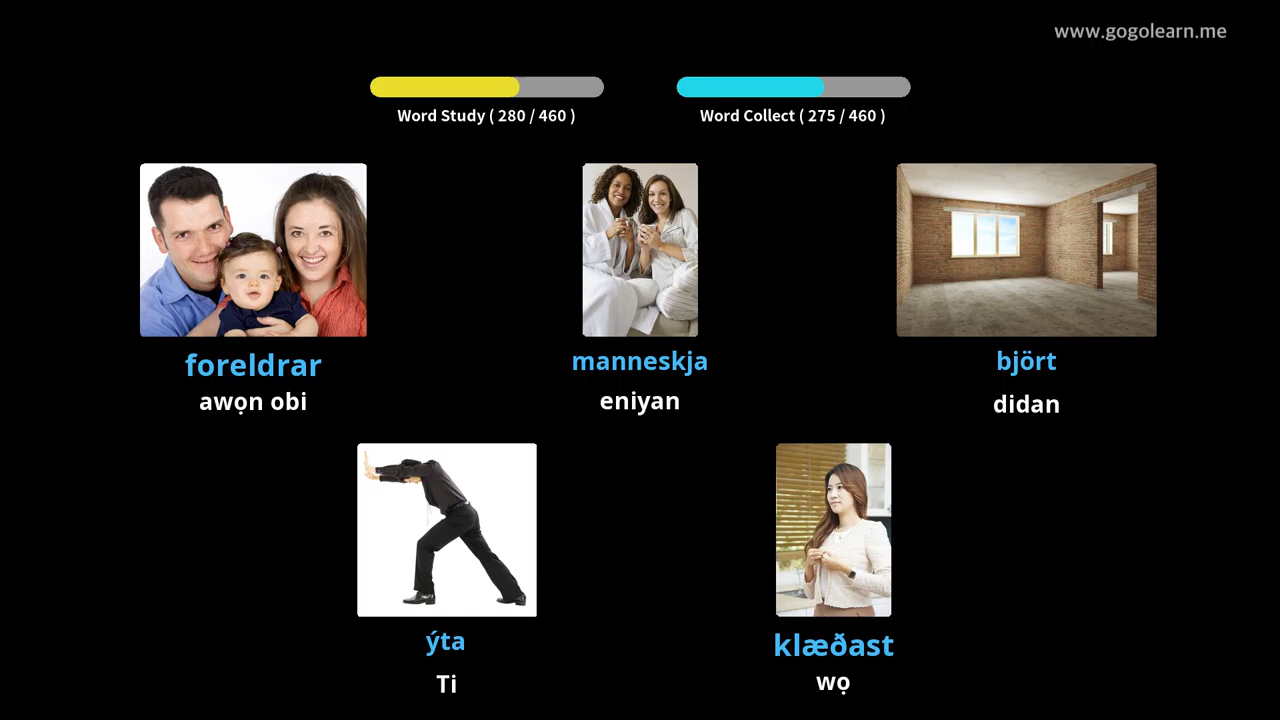 www.gogolearn.me
Word Study ( 280 / 460 )
Word Collect ( 275 / 460 )
foreldrar
awọn obi
manneskja
eniyan
björt
didan
ýta
Ti
klæðast
wọ